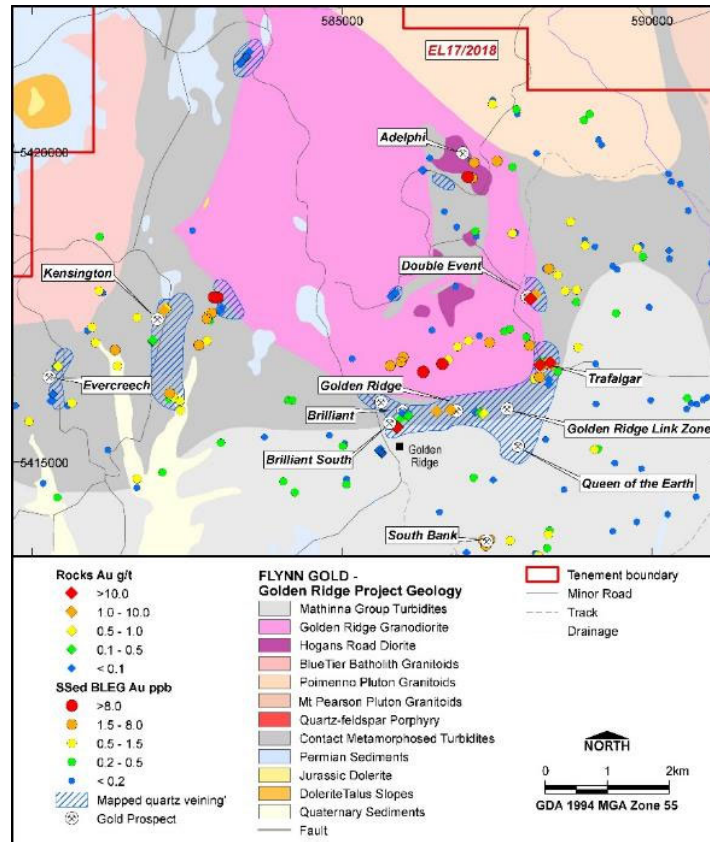 585000
590000
EL17/2018
Adelphi
5420000
Kensington
Double Event
Evercreech
Golden Ridge
Trafalgar
Brilliant
Golden Ridge Link Zone
Brilliant South
Golden
Ridge
5415000
Queen of the Earth
South Bank
Rocks Au g/t
>10.0
1.0 - 10.0
0.5 - 1.0
0.1 - 0.5
< 0.1
SSed BLEG Au ppb
>8.0
1.5 - 8.0
0.5 - 1.5
0.2 - 0.5
< 0.2
Mapped quartz veining'
Gold Prospect
FLYNN GOLD -
Golden Ridge Project Geology
Mathinna Group Turbidites
Golden Ridge Granodiorite
Hogans Road Diorite
BlueTier Batholith Granitoids
Poimenno Pluton Granitoids
Mt Pearson Pluton Granitoids
Quartz-feldspar Porphyry
Contact Metamorphosed Turbidites
Permian Sediments
Jurassic Dolerite
DoleriteTalus Slopes
Quaternary Sediments
Fault
Tenement boundary
Minor Road
Track
Drainage
NORTH
0 1 2km
GDA 1994 MGA Zone 55